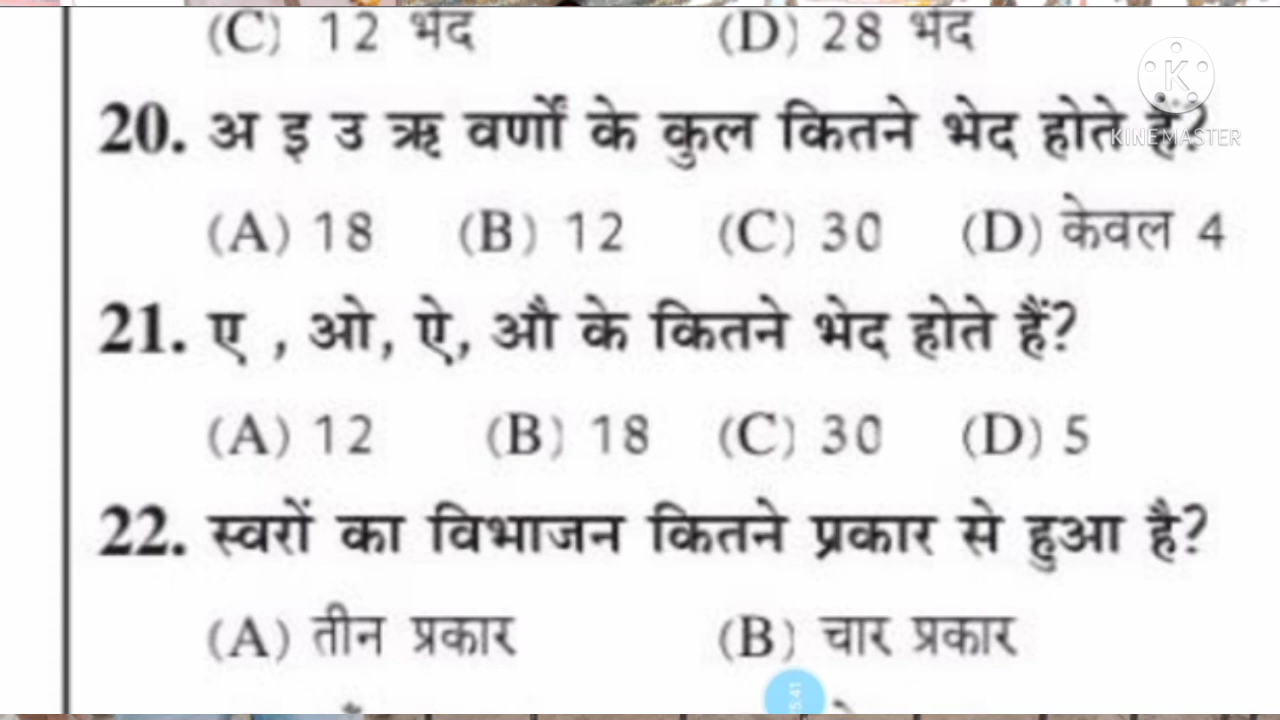 (C) 12 भेद (D) 28 भेद
20. अ इ उ ऋ वर्णों के कुल कितने भेद होते हैं?
(A) 18 (B) 12 (C) 30 (D) केवल 4
21. ए , ओ, ऐ, औ के कितने भेद होते हैं?
(A) 12 (B) 18 (C) 30 (D) 5
22. स्वरों का विभाजन कितने प्रकार से हुआ है?
(A) तीन प्रकार (B) चार प्रकार
K
KINEMASTER